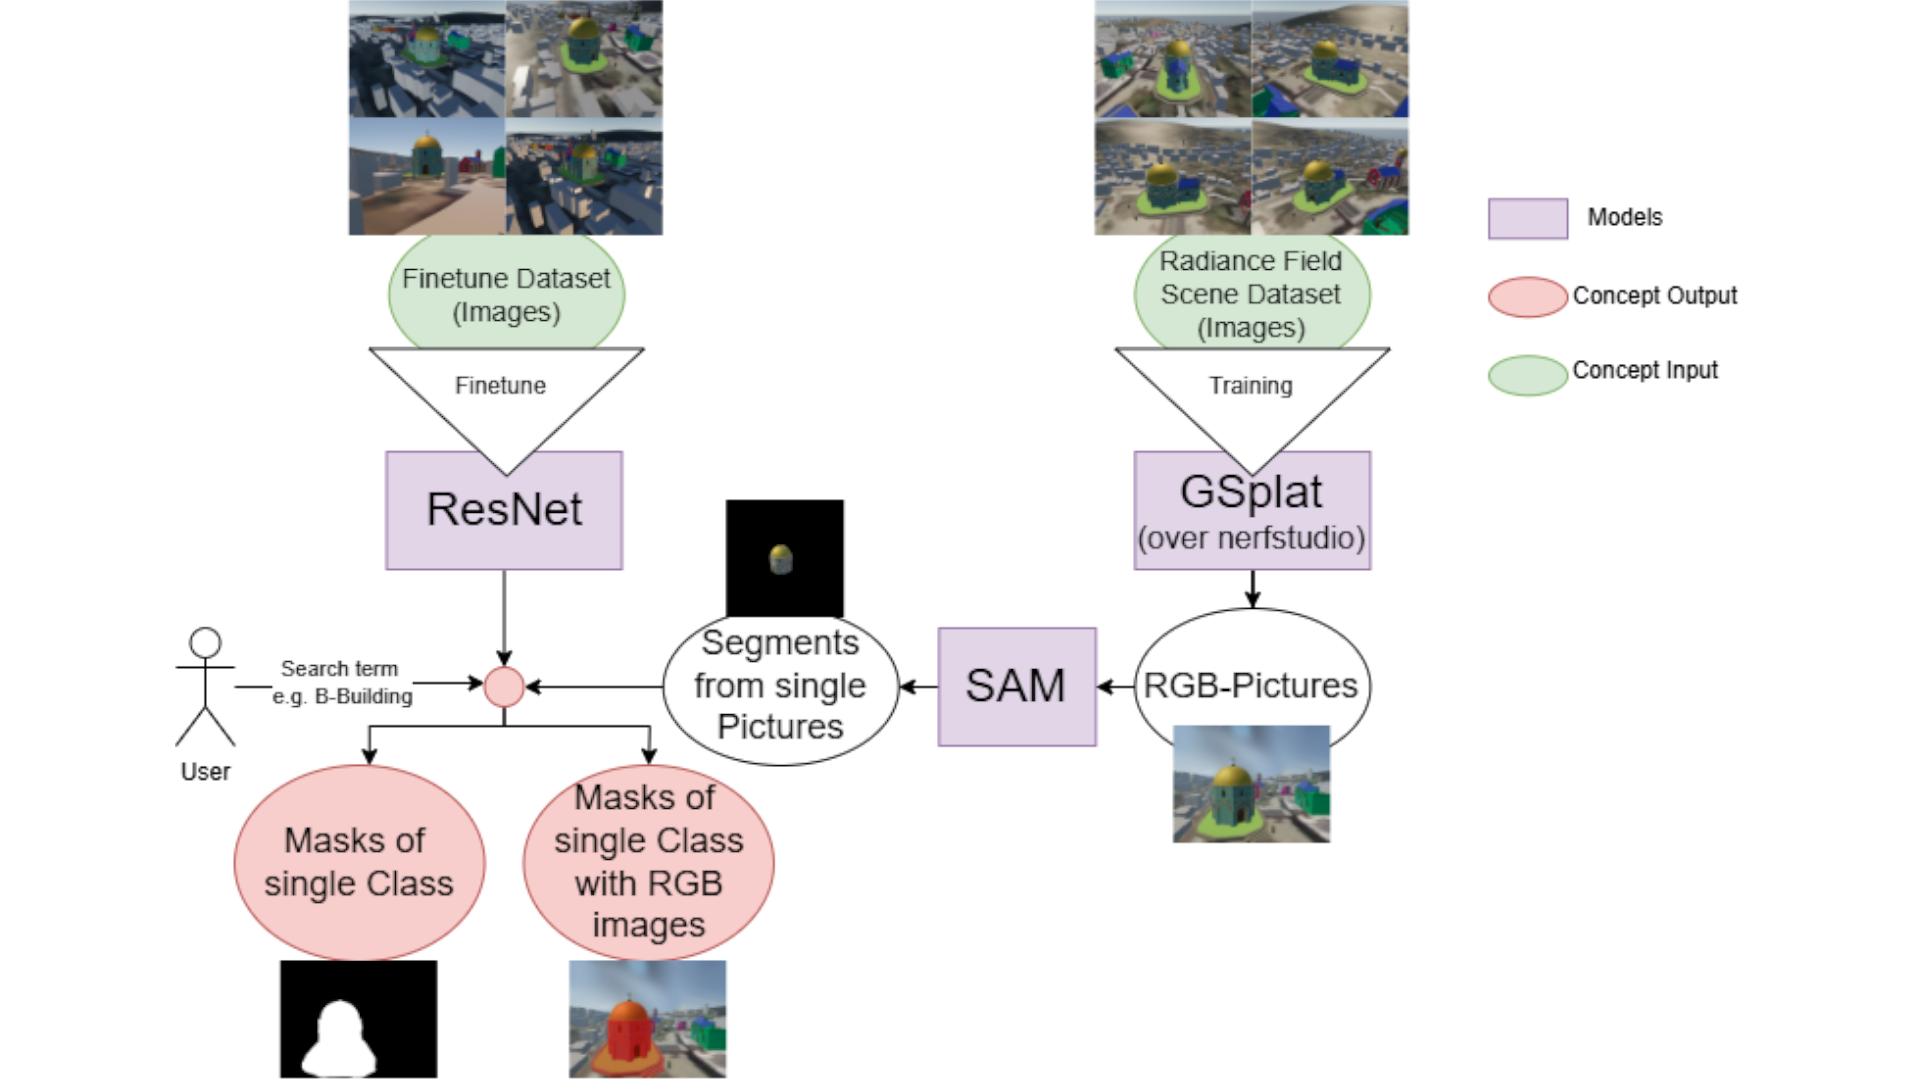 Finetune Dataset
(Images)
Finetune
ResNet
Radiance Field
Scene Dataset
(Images)
Training
GSplat
(over nerfstudio)
Models
Concept Output
Concept Input
Search term
e.g. B-Building
User
Segments
from single
Pictures
SAM
RGB-Pictures
Masks of
single Class
Masks of
single Class
with RGB
images